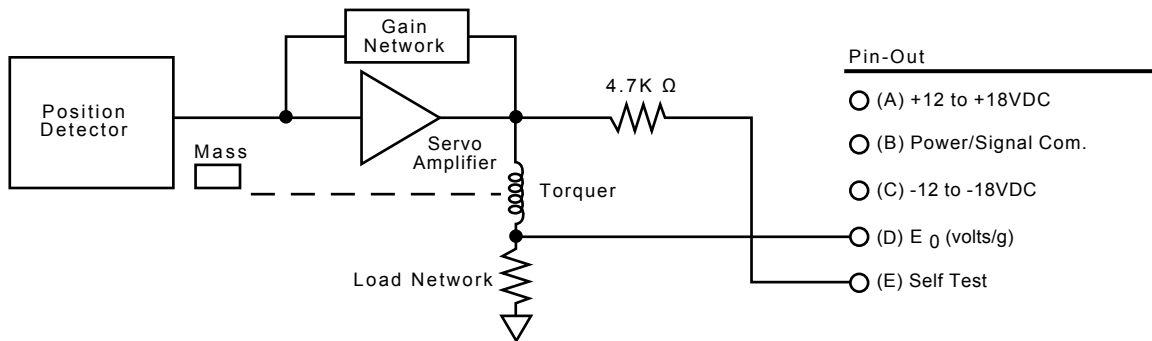 Gain
Network
Position
Detector
Mass
Servo
Amplifier
4.7K Ω
Torquer
Load Network
Pin-Out
(A) +12 to +18VDC
(B) Power/Signal Com.
(C) -12 to -18VDC
(D) E 0 (volts/g)
(E) Self Test